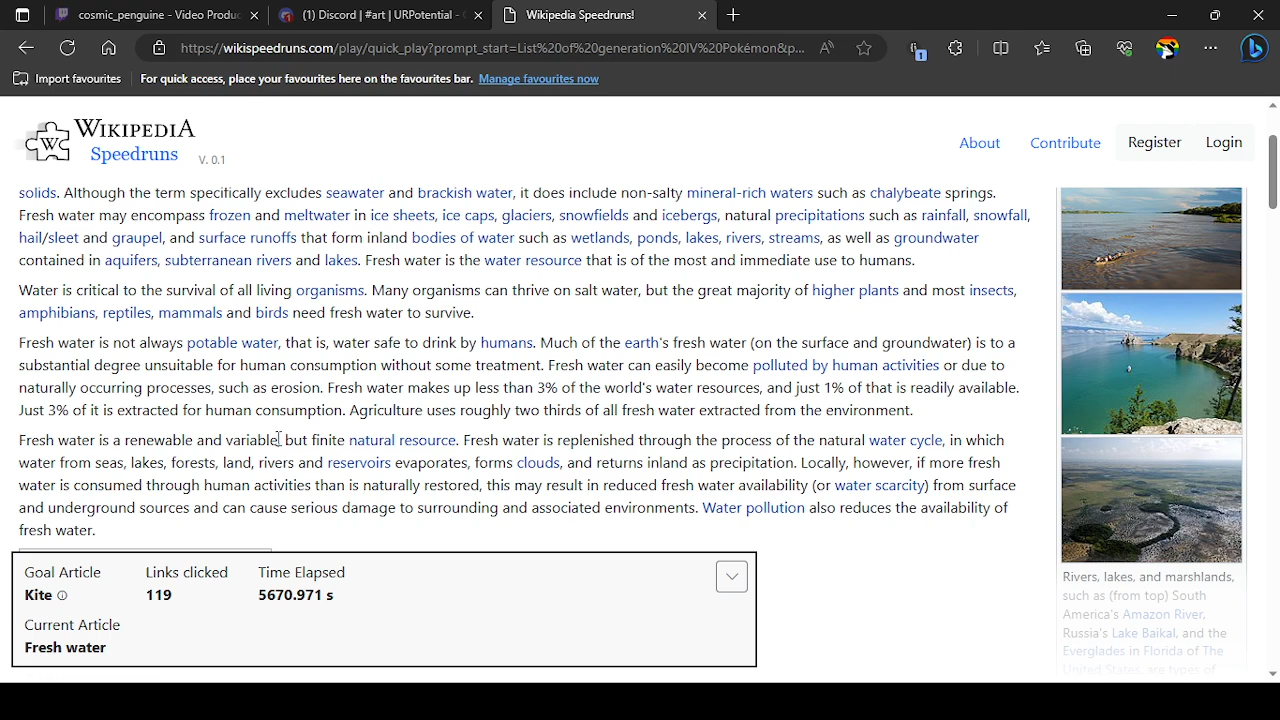 cosmic_penguine - Video Produc
(1) Discord | #art | URPotential -
Wikipedia Speedruns!
https://wikispeedruns.com/play/quick_play?prompt_start=List%20of%20generation%20IV%20Pokémon&p...
1
Import favourites
For quick access, place your favourites here on the favourites bar. Manage favourites now
WIKIPEDIA
Speedruns V. 0.1
About
Contribute
Register
Login
solids. Although the term specifically excludes seawater and brackish water, it does include non-salty mineral-rich waters such as chalybeate springs.
Fresh water may encompass frozen and meltwater in ice sheets, ice caps, glaciers, snowfields and icebergs, natural precipitations such as rainfall, snowfall,
hail/sleet and graupel, and surface runoffs that form inland bodies of water such as wetlands, ponds, lakes, rivers, streams, as well as groundwater
contained in aquifers, subterranean rivers and lakes. Fresh water is the water resource that is of the most and immediate use to humans.
Water is critical to the survival of all living organisms. Many organisms can thrive on salt water, but the great majority of higher plants and most insects,
amphibians, reptiles, mammals and birds need fresh water to survive.
Fresh water is not always potable water, that is, water safe to drink by humans. Much of the earth's fresh water (on the surface and groundwater) is to a
substantial degree unsuitable for human consumption without some treatment. Fresh water can easily become polluted by human activities or due to
naturally occurring processes, such as erosion. Fresh water makes up less than 3% of the world's water resources, and just 1% of that is readily available.
Just 3% of it is extracted for human consumption. Agriculture uses roughly two thirds of all fresh water extracted from the environment.
Fresh water is a renewable and variable, but finite natural resource. Fresh water is replenished through the process of the natural water cycle, in which
water from seas, lakes, forests, land, rivers and reservoirs evaporates, forms clouds, and returns inland as precipitation. Locally, however, if more fresh
water is consumed through human activities than is naturally restored, this may result in reduced fresh water availability (or water scarcity) from surface
and underground sources and can cause serious damage to surrounding and associated environments. Water pollution also reduces the availability of
fresh water.
Rivers, lakes, and marshlands,
such as (from top) South
America's Amazon River,
Russia's Lake Baikal, and the
Everglades in Florida of The
United States, are types of
Goal Article
Links clicked
Time Elapsed
Kite
119
5670.971 s
Current Article
Fresh water